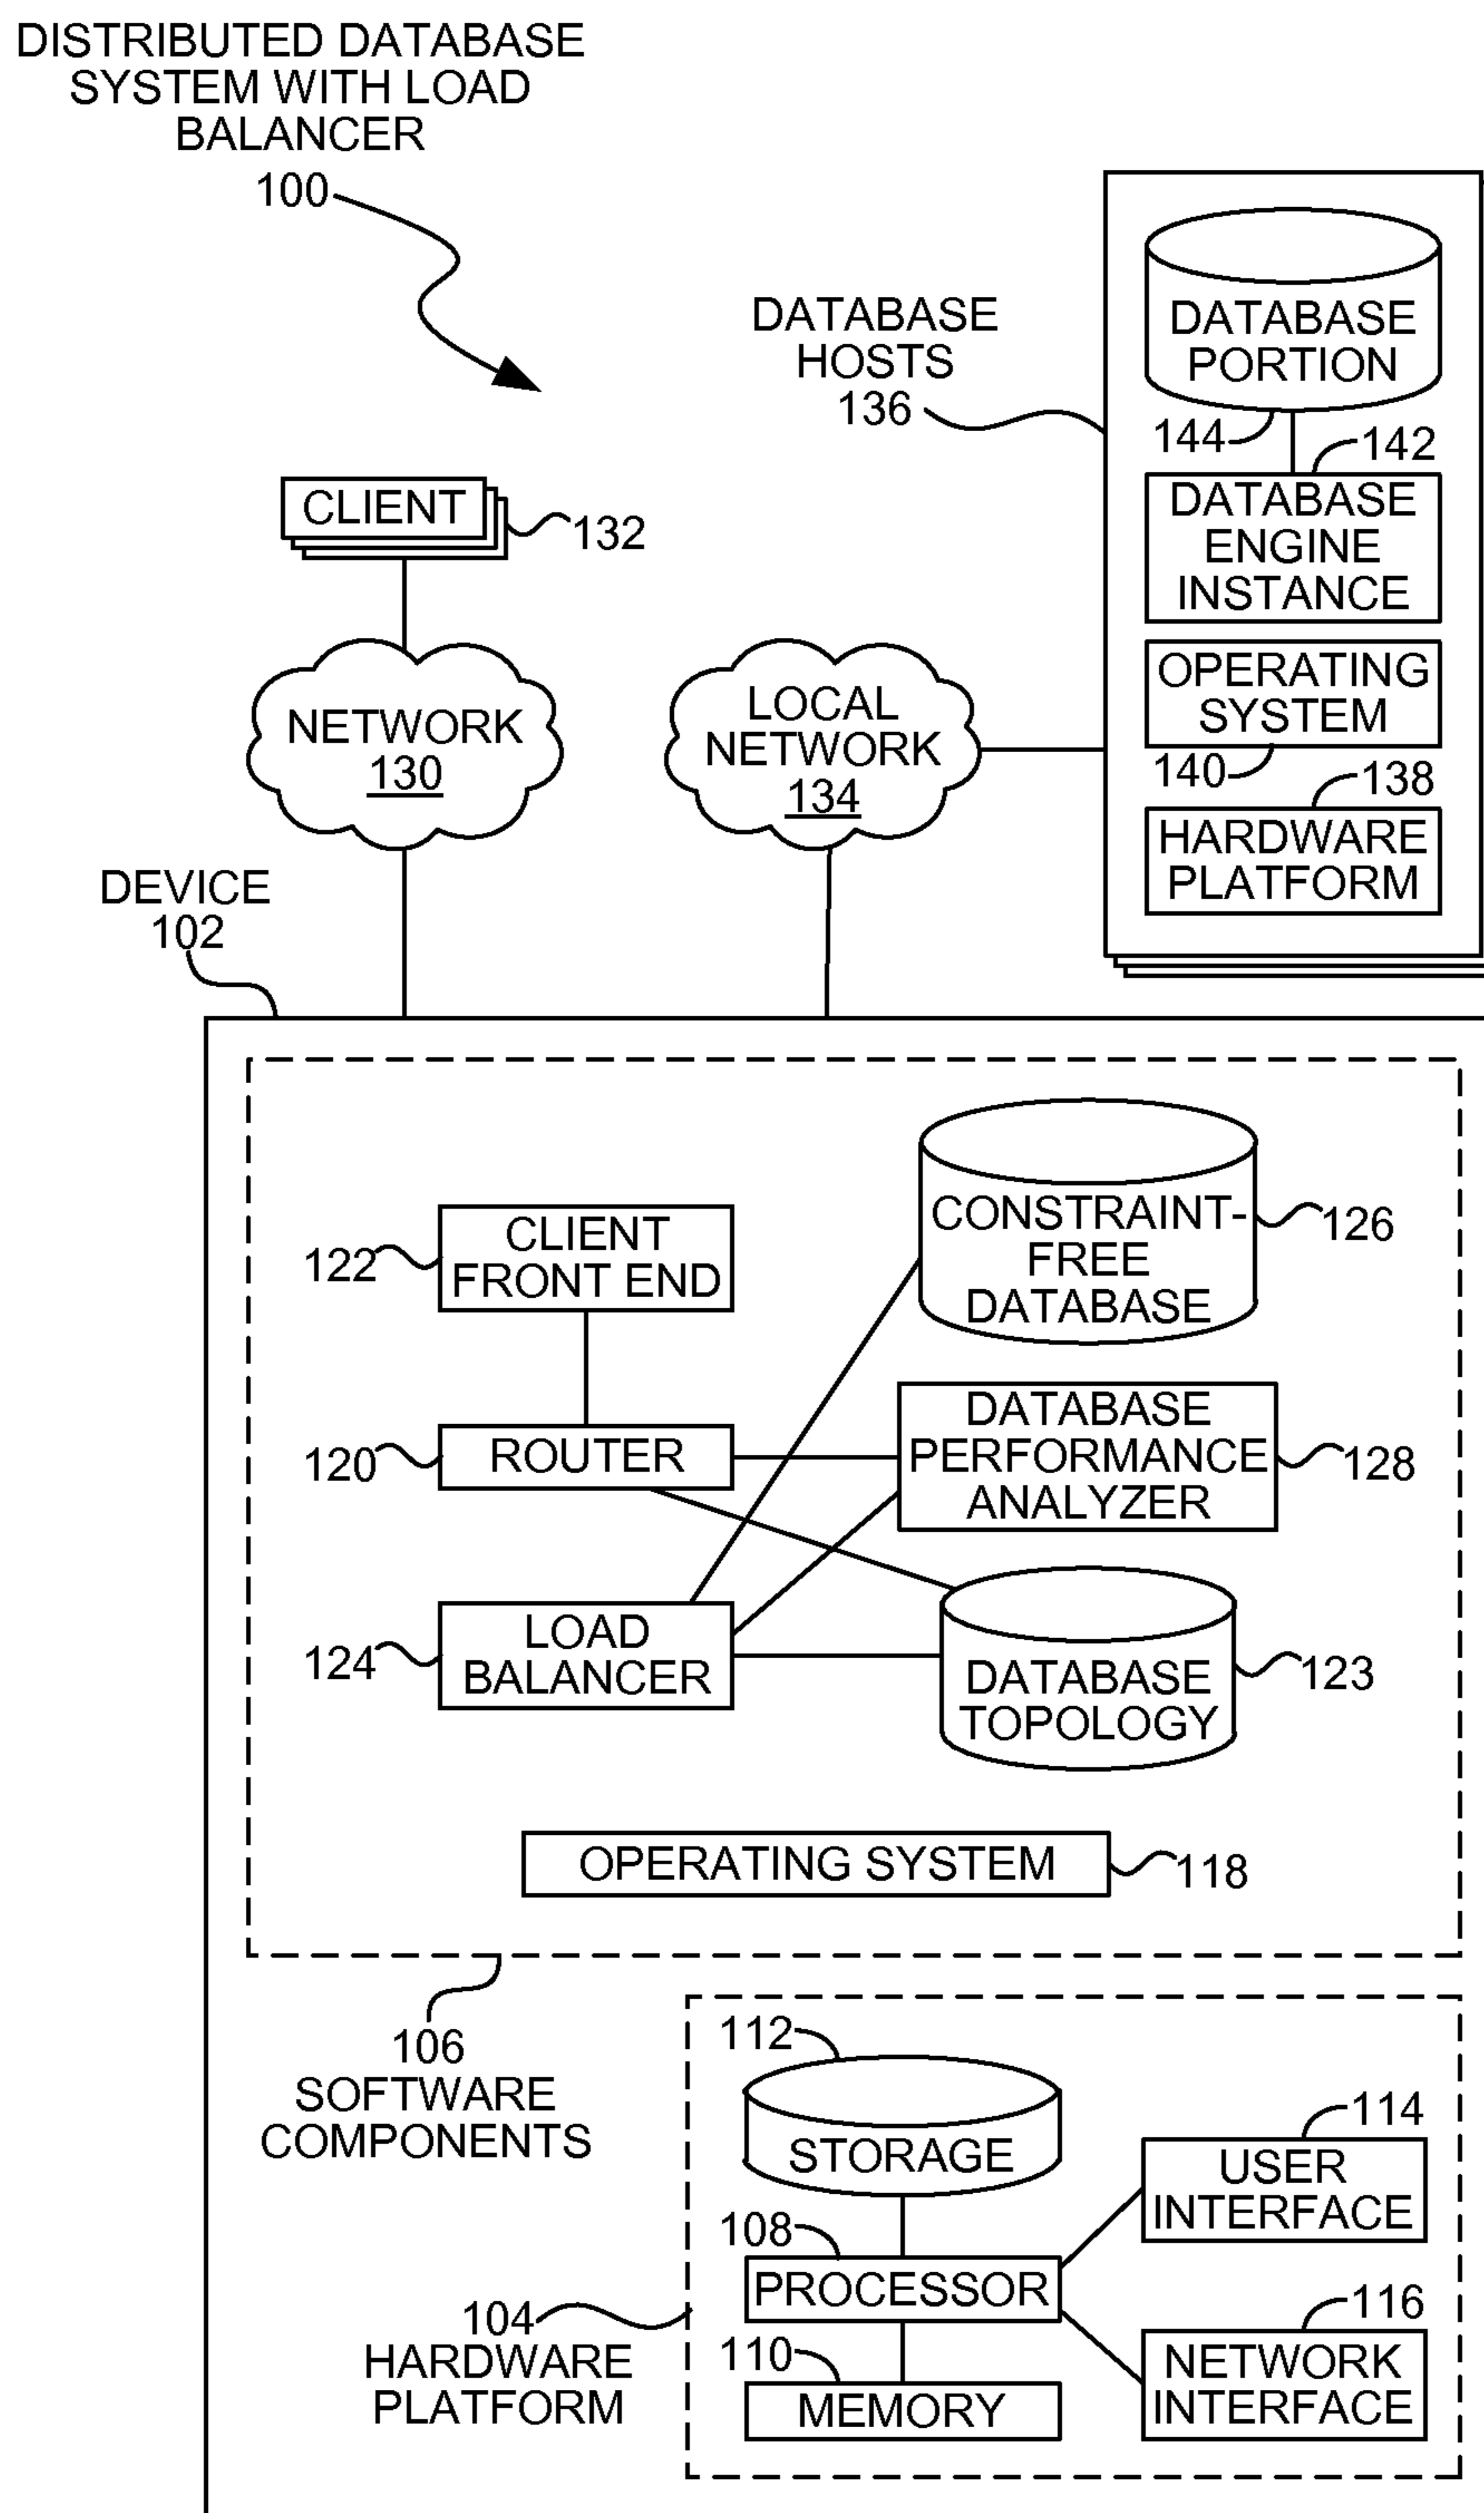 DISTRIBUTED DATABASE
SYSTEM WITH LOAD
BALANCER
100
DATABASE
HOSTS
136
DATABASE
PORTION
144
142
DATABASE
ENGINE
INSTANCE
OPERATING
SYSTEM
140
138
HARDWARE
PLATFORM
CLIENT
132
NETWORK
130
LOCAL
NETWORK
134
DEVICE
102
CLIENT
FRONT END
122
CONSTRAINT-
FREE
DATABASE
126
ROUTER
120
DATABASE
PERFORMANCE
ANALYZER
128
LOAD
BALANCER
124
DATABASE
TOPOLOGY
123
OPERATING SYSTEM
118
106
SOFTWARE
COMPONENTS
112
STORAGE
114
USER
INTERFACE
108
PROCESSOR
104
HARDWARE
PLATFORM
116
NETWORK
INTERFACE
110
MEMORY